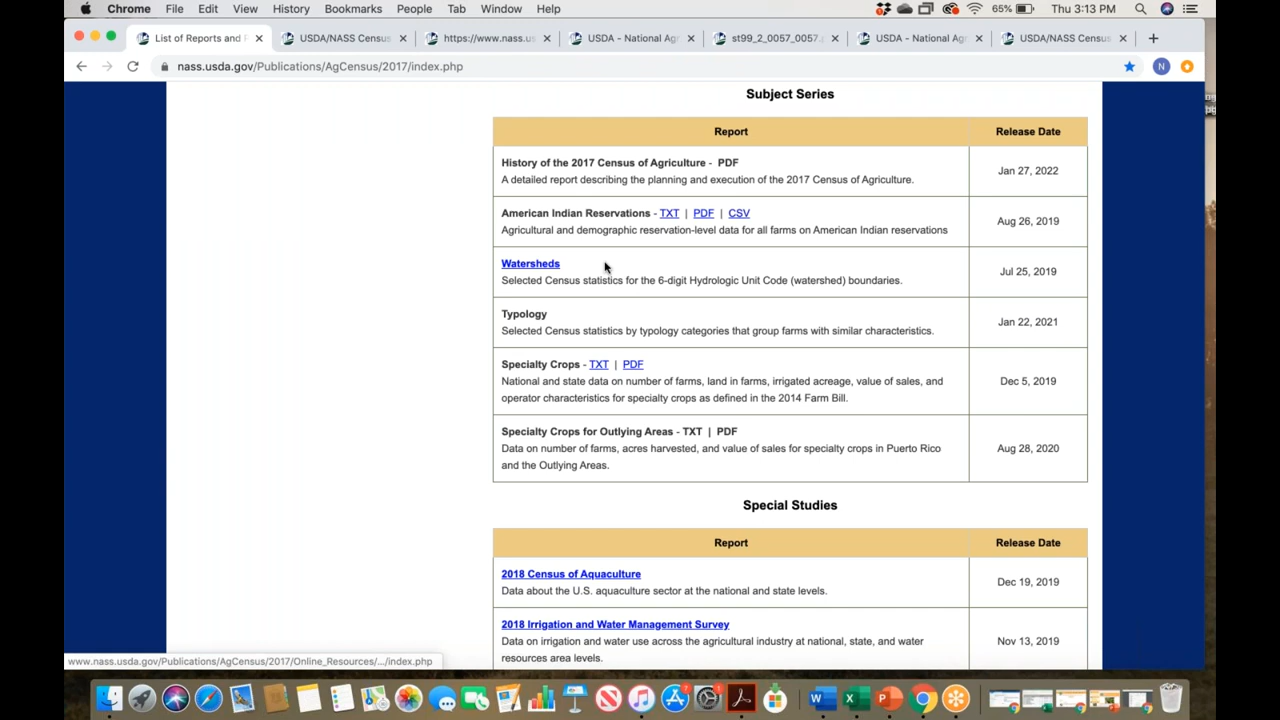 Chrome File Edit View History Bookmarks People Tab Window Help 65% Thu 3:13 PM
List of Reports and P USDA/NASS Census https://www.nass.us USDA - National Agr st99_2_0057_0057. USDA - National Agr USDA/NASS Census
nass.usda.gov/Publications/AgCensus/2017/index.php N
Subject Series
Report Release Date
History of the 2017 Census of Agriculture - PDF
A detailed report describing the planning and execution of the 2017 Census of Agriculture.
Jan 27, 2022
American Indian Reservations - TXT | PDF | CSV
Agricultural and demographic reservation-level data for all farms on American Indian reservations
Aug 26, 2019
Watersheds
Selected Census statistics for the 6-digit Hydrologic Unit Code (watershed) boundaries.
Jul 25, 2019
Typology
Selected Census statistics by typology categories that group farms with similar characteristics.
Jan 22, 2021
Specialty Crops - TXT | PDF
National and state data on number of farms, land in farms, irrigated acreage, value of sales, and
operator characteristics for specialty crops as defined in the 2014 Farm Bill.
Dec 5, 2019
Specialty Crops for Outlying Areas - TXT | PDF
Data on number of farms, acres harvested, and value of sales for specialty crops in Puerto Rico
and the Outlying Areas.
Aug 28, 2020
Special Studies
Report Release Date
2018 Census of Aquaculture
Data about the U.S. aquaculture sector at the national and state levels.
Dec 19, 2019
2018 Irrigation and Water Management Survey
Data on irrigation and water use across the agricultural industry at national, state, and water
resources area levels.
Nov 13, 2019
www.nass.usda.gov/Publications/AgCensus/2017/Online_Resources/.../index.php